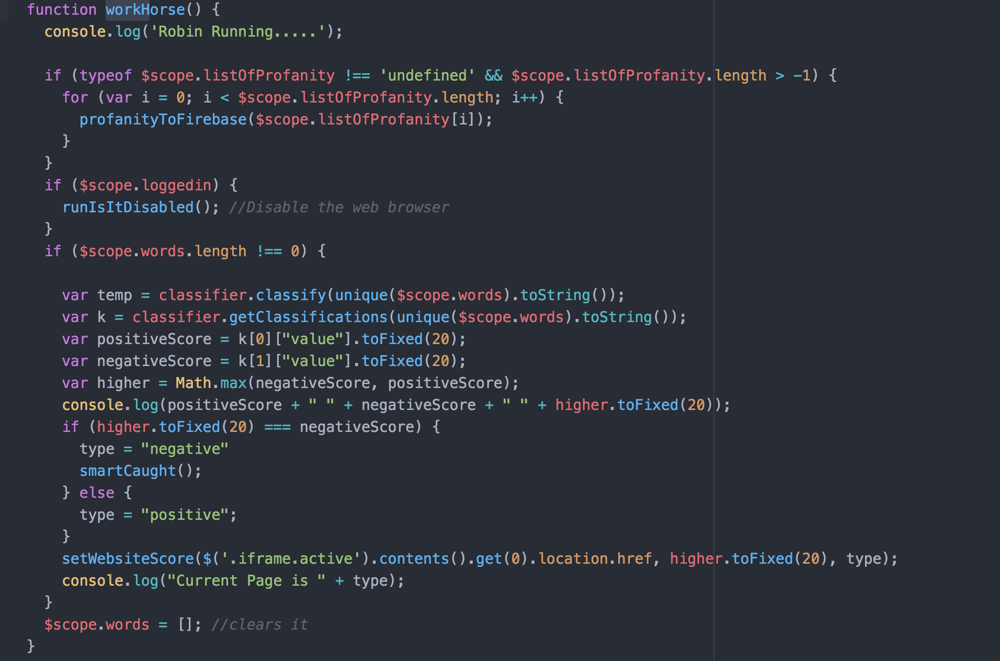 function workHorse() {
  console.log('Robin Running.....');

  if (typeof $scope.listOfProfanity !== 'undefined' && $scope.listOfProfanity.length > -1) {
    for (var i = 0; i < $scope.listOfProfanity.length; i++) {
      profanityToFirebase($scope.listOfProfanity[i]);
    }
  }
  if ($scope.loggedin) {
    runIsItDisabled(); //Disable the web browser
  }
  if ($scope.words.length !== 0) {

    var temp = classifier.classify(unique($scope.words).toString());
    var k = classifier.getClassifications(unique($scope.words).toString());
    var positiveScore = k[0]["value"].toFixed(20);
    var negativeScore = k[1]["value"].toFixed(20);
    var higher = Math.max(negativeScore, positiveScore);
    console.log(positiveScore + " " + negativeScore + " " + higher.toFixed(20));
    if (higher.toFixed(20) === negativeScore) {
      type = "negative"
      smartCaught();
    } else {
      type = "positive";
    }
    setWebsiteScore($('.iframe.active').contents().get(0).location.href, higher.toFixed(20), type);
    console.log("Current Page is " + type);
  }
  $scope.words = []; //clears it
}